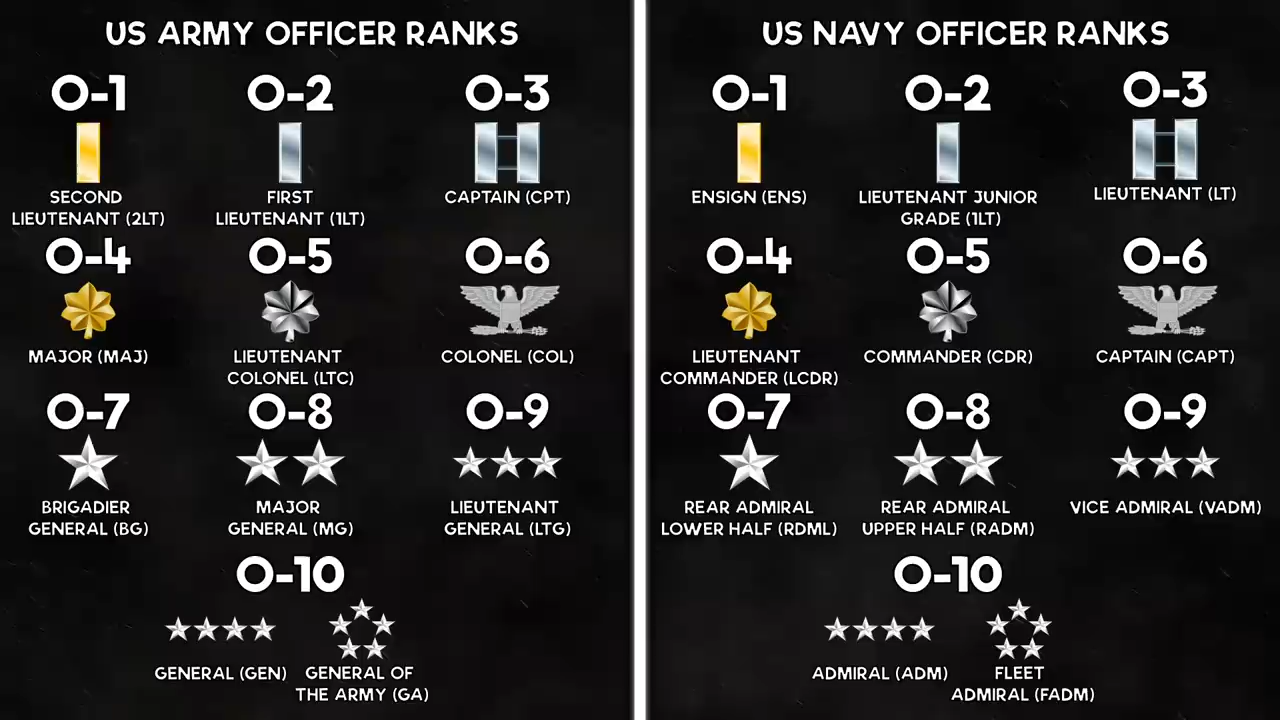 US ARMY OFFICER RANKS
O-1
SECOND
LIEUTENANT (2LT)
O-2
FIRST
LIEUTENANT (1LT)
O-3
CAPTAIN (CPT)
O-4
MAJOR (MAJ)
O-5
LIEUTENANT
COLONEL (LTC)
O-6
COLONEL (COL)
O-7
BRIGADIER
GENERAL (BG)
O-8
MAJOR
GENERAL (MG)
O-9
LIEUTENANT
GENERAL (LTG)
O-10
GENERAL (GEN)
GENERAL OF
THE ARMY (GA)
US NAVY OFFICER RANKS
O-1
ENSIGN (ENS)
O-2
LIEUTENANT JUNIOR
GRADE (1LT)
O-3
LIEUTENANT (LT)
O-4
LIEUTENANT
COMMANDER (LCDR)
O-5
COMMANDER (CDR)
O-6
CAPTAIN (CAPT)
O-7
REAR ADMIRAL
LOWER HALF (RDML)
O-8
REAR ADMIRAL
UPPER HALF (RADM)
O-9
VICE ADMIRAL (VADM)
O-10
ADMIRAL (ADM)
FLEET
ADMIRAL (FADM)